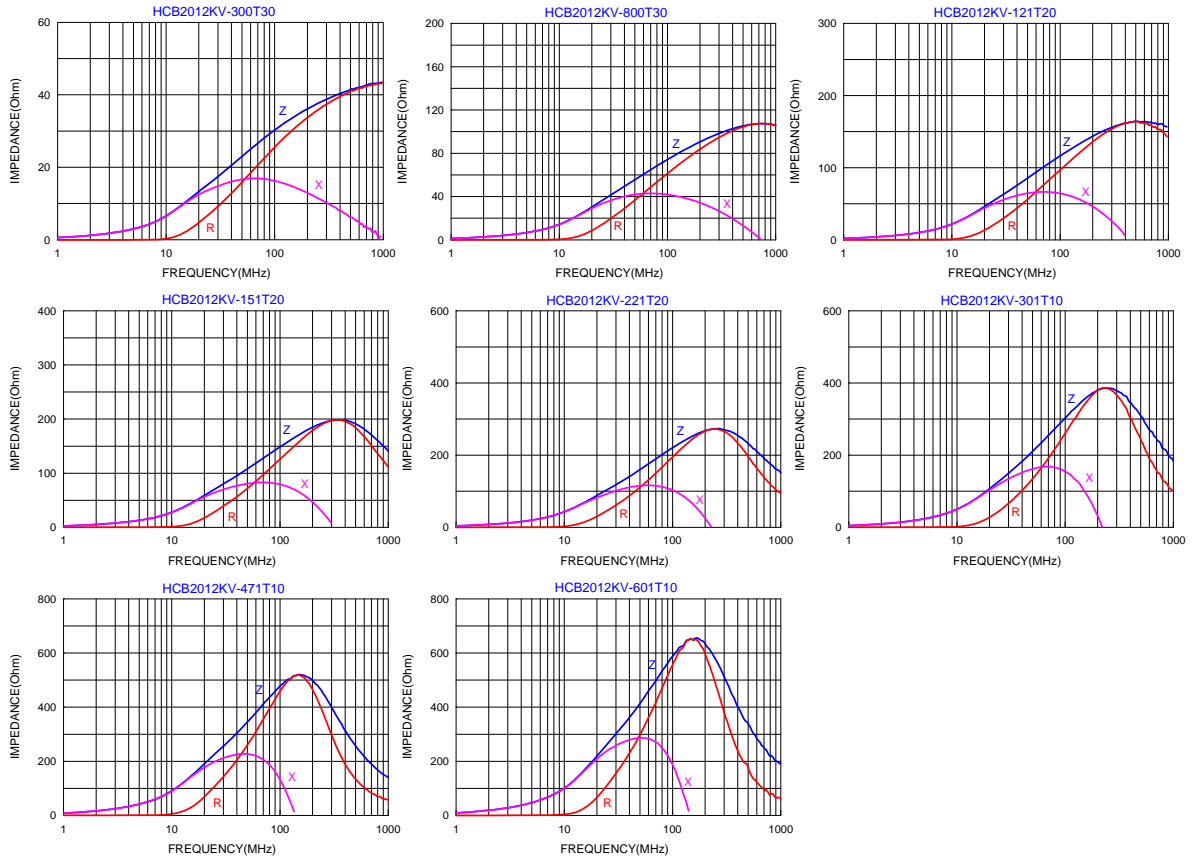 HCB2012KV-300T30
IMPEDANCE(Ohm)
60
40
20
0
Z
X
R
1
10
100
1000
FREQUENCY(MHz)
HCB2012KV-800T30
IMPEDANCE(Ohm)
200
160
120
80
40
0
Z
X
R
1
10
100
1000
FREQUENCY(MHz)
HCB2012KV-121T20
IMPEDANCE(Ohm)
300
200
100
0
Z
X
R
1
10
100
1000
FREQUENCY(MHz)
HCB2012KV-151T20
IMPEDANCE(Ohm)
400
300
200
100
0
Z
X
R
1
10
100
1000
FREQUENCY(MHz)
HCB2012KV-221T20
IMPEDANCE(Ohm)
600
400
200
0
Z
X
R
1
10
100
1000
FREQUENCY(MHz)
HCB2012KV-301T10
IMPEDANCE(Ohm)
600
400
200
0
Z
X
R
1
10
100
1000
FREQUENCY(MHz)
HCB2012KV-471T10
IMPEDANCE(Ohm)
800
600
400
200
0
Z
X
R
1
10
100
1000
FREQUENCY(MHz)
HCB2012KV-601T10
IMPEDANCE(Ohm)
800
600
400
200
0
Z
X
R
1
10
100
1000
FREQUENCY(MHz)